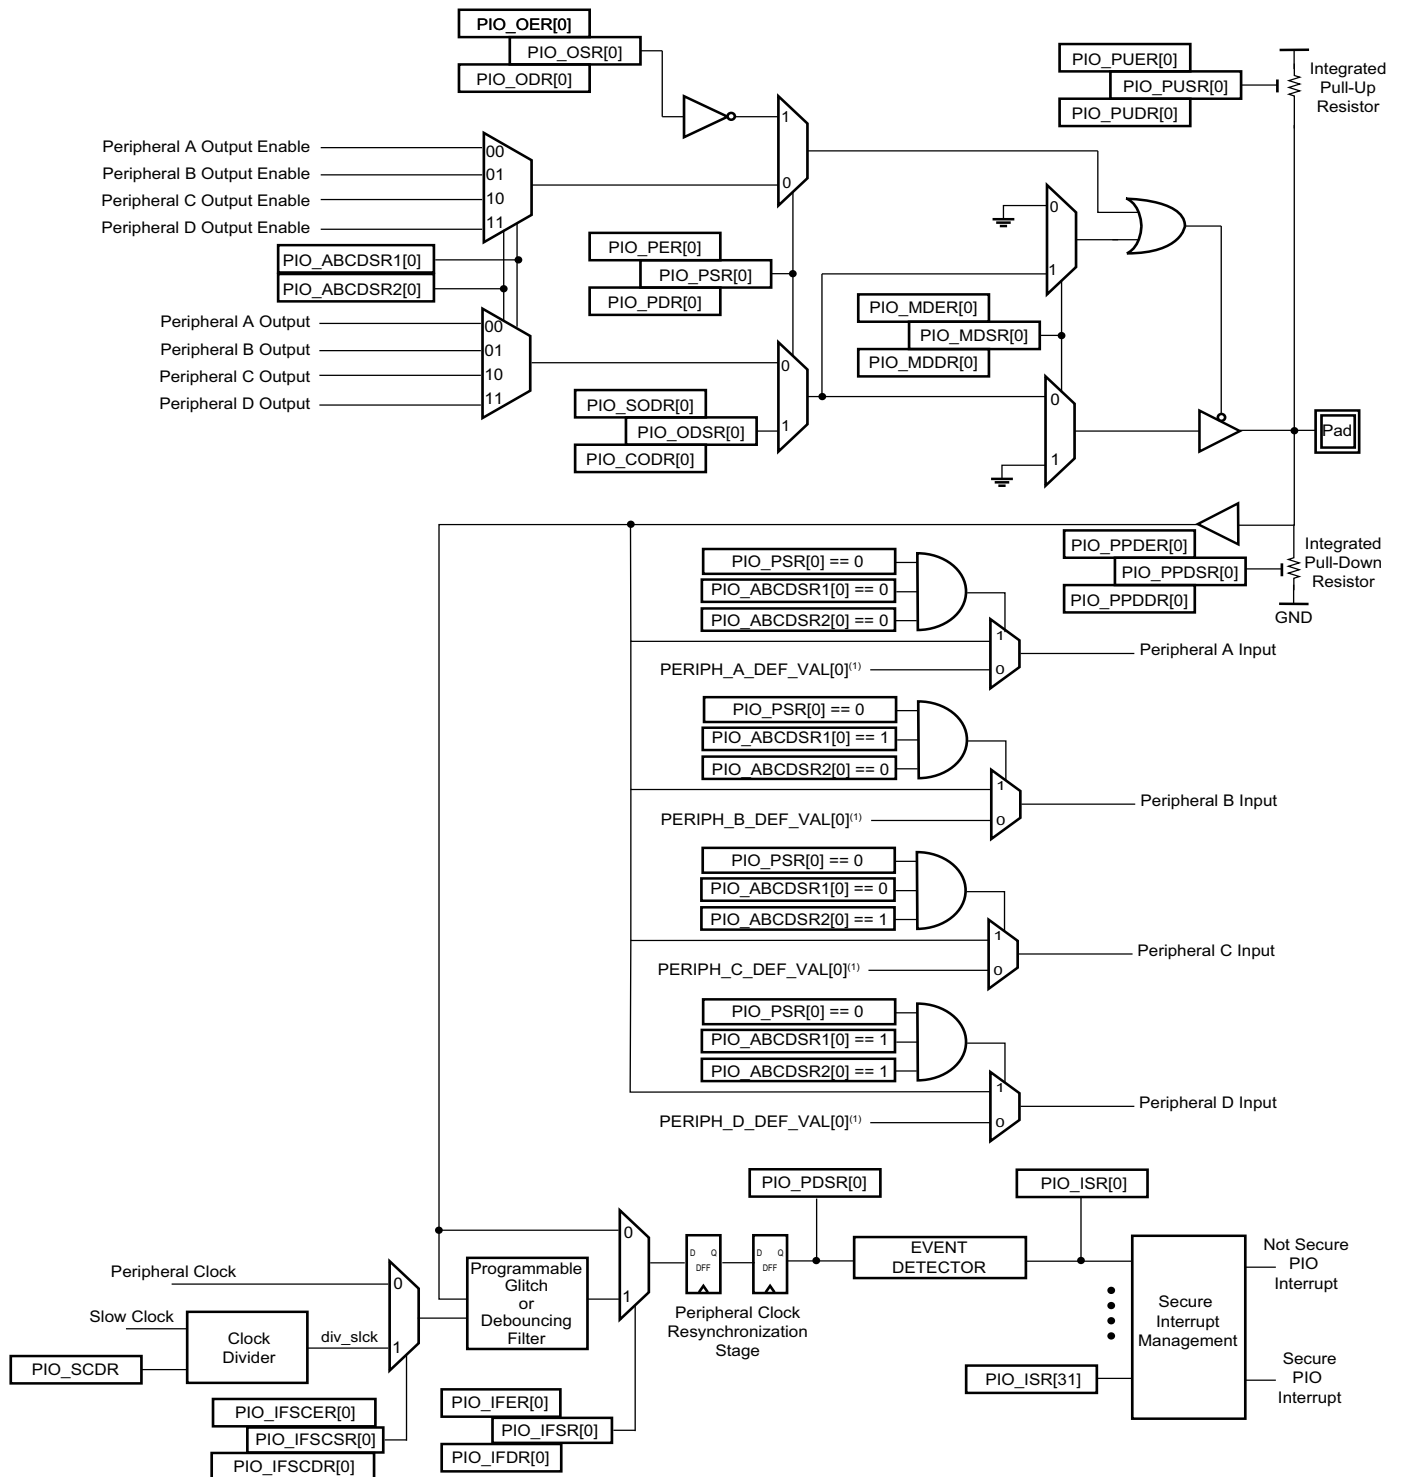 PIO_OER[0]
PIO_OSR[0]
PIO_ODR[0]
PIO_PUER[0]
PIO_PUSR[0]
PIO_PUDR[0]
Integrated
Pull-Up
Resistor
1
0
Peripheral A Output Enable
Peripheral B Output Enable
Peripheral C Output Enable
Peripheral D Output Enable
00
01
10
11
PIO_ABCDSR1[0]
PIO_ABCDSR2[0]
PIO_PER[0]
PIO_PSR[0]
PIO_PDR[0]
0
1
PIO_MDER[0]
PIO_MDSR[0]
PIO_MDDR[0]
Peripheral A Output
Peripheral B Output
Peripheral C Output
Peripheral D Output
00
01
10
11
0
1
PIO_SODR[0]
PIO_ODSR[0]
PIO_CODR[0]
0
1
Pad
PIO_PPDER[0]
PIO_PPDSR[0]
PIO_PPDDR[0]
Integrated
Pull-Down
Resistor
GND
PIO_PSR[0] == 0
PIO_ABCDSR1[0] == 0
PIO_ABCDSR2[0] == 0
1
0
PERIPH_A_DEF_VAL[0](1)
Peripheral A Input
PIO_PSR[0] == 0
PIO_ABCDSR1[0] == 1
PIO_ABCDSR2[0] == 0
1
0
PERIPH_B_DEF_VAL[0](1)
Peripheral B Input
PIO_PSR[0] == 0
PIO_ABCDSR1[0] == 0
PIO_ABCDSR2[0] == 1
1
0
PERIPH_C_DEF_VAL[0](1)
Peripheral C Input
PIO_PSR[0] == 0
PIO_ABCDSR1[0] == 1
PIO_ABCDSR2[0] == 1
1
0
PERIPH_D_DEF_VAL[0](1)
Peripheral D Input
PIO_PDSR[0]
PIO_ISR[0]
0
1
D Q
DFF
D Q
DFF
Peripheral Clock
Resynchronization
Stage
EVENT
DETECTOR
Secure
Interrupt
Management
Not Secure
PIO
Interrupt
Secure
PIO
Interrupt
PIO_ISR[31]
Peripheral Clock
Slow Clock
PIO_SCDR
Clock
Divider
div_slck
0
1
Programmable
Glitch
or
Debouncing
Filter
PIO_IFSCER[0]
PIO_IFSCSR[0]
PIO_IFSCDR[0]
PIO_IFER[0]
PIO_IFSR[0]
PIO_IFDR[0]